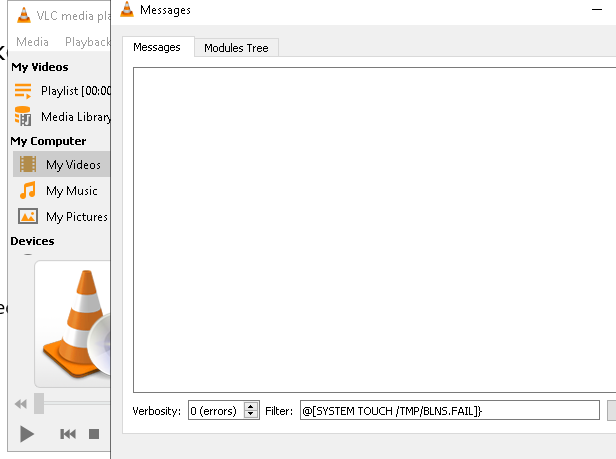 VLC media pla
Messages
Media Playback
Messages
Modules Tree
My Videos
Playlist [00:00
Media Library
My Computer
My Videos
My Music
My Pictures
Devices
Verbosity: 0 (errors) Filter: @[SYSTEM TOUCH /TMP/BLNS.FAIL]}